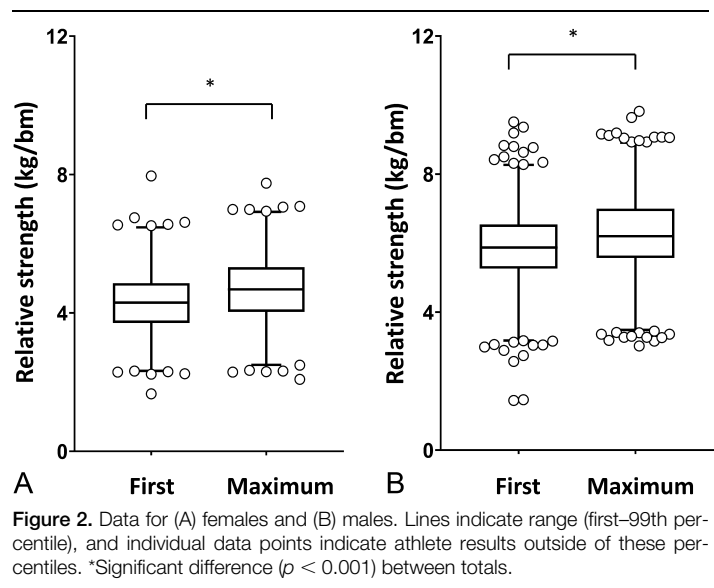 12
8
4
0
Relative strength (kg/bm)
*
First
Maximum
A
12
8
4
0
Relative strength (kg/bm)
*
First
Maximum
B
Figure 2. Data for (A) females and (B) males. Lines indicate range (first–99th per-
centile), and individual data points indicate athlete results outside of these per-
centiles. *Significant difference (p < 0.001) between totals.